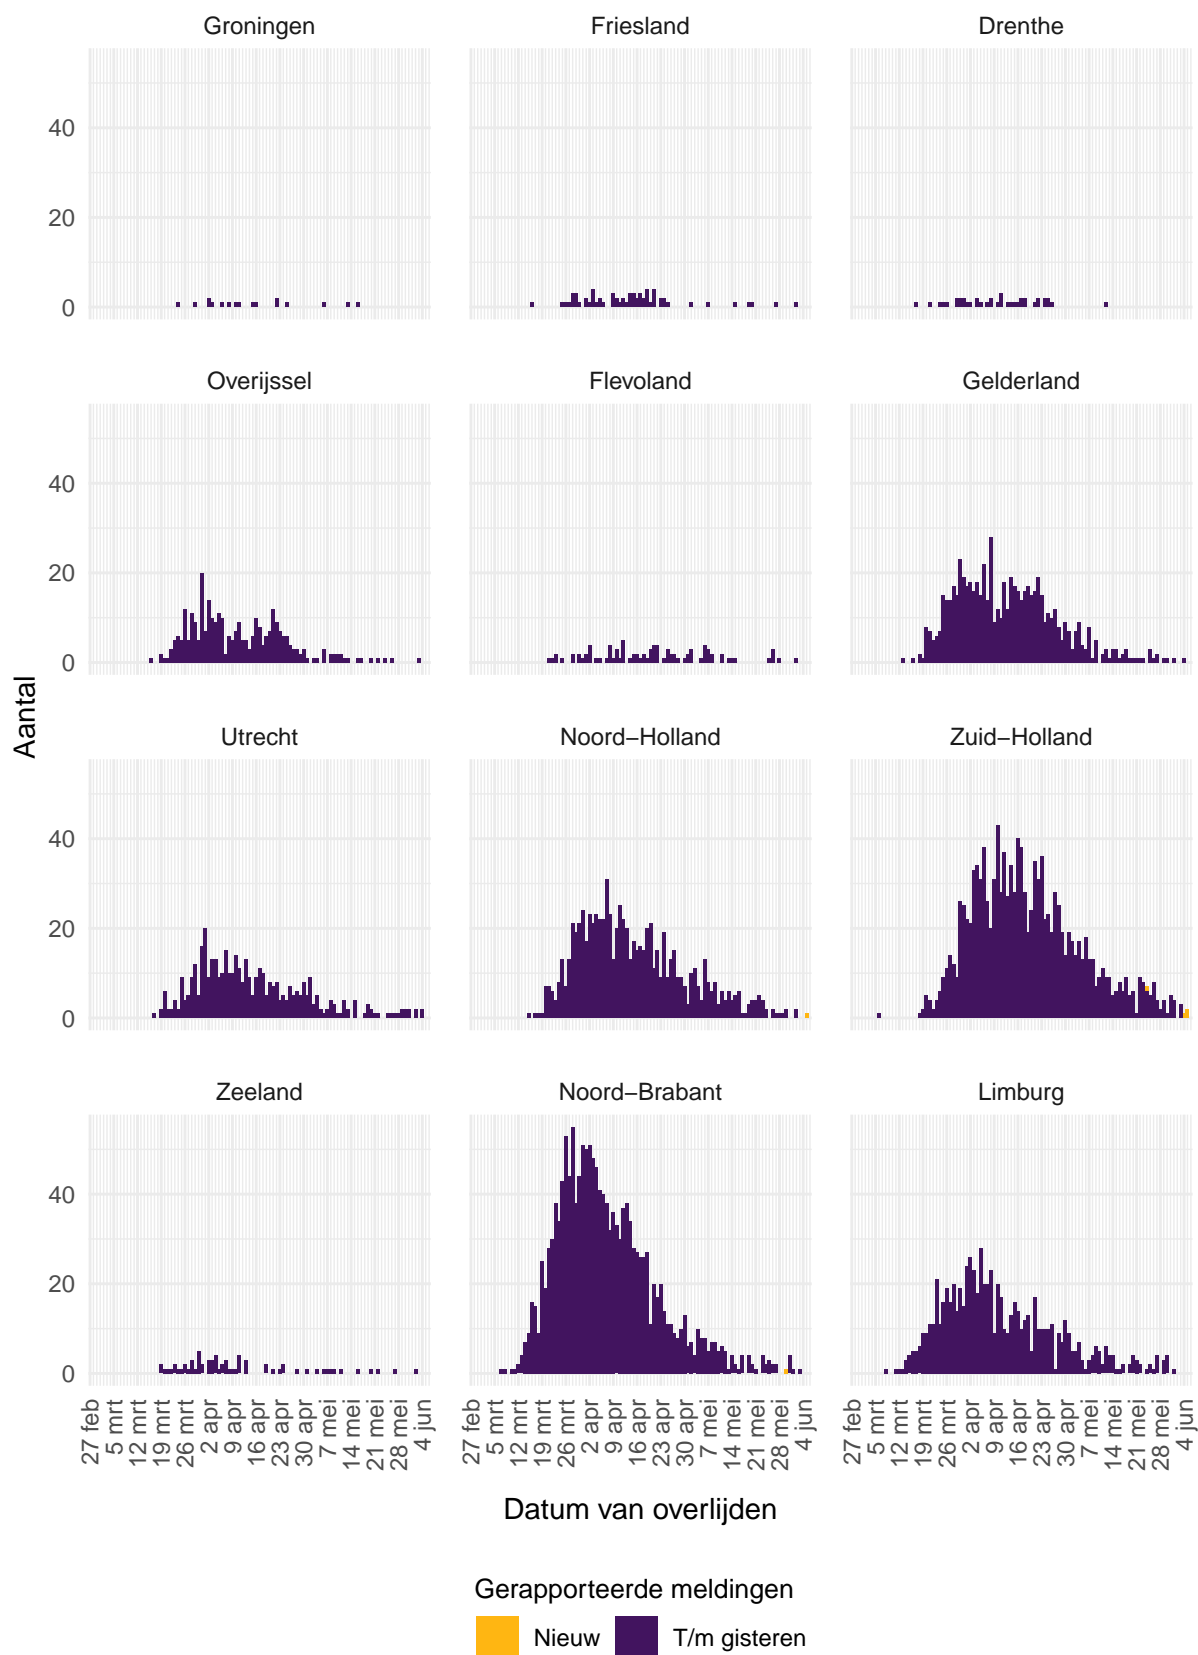 Groningen Friesland Drenthe
40
20
0
Overijssel Flevoland Gelderland
40
20
0
Utrecht Noord−Holland Zuid−Holland
40
20
0
Zeeland Noord−Brabant Limburg
40
20
0
Aantal
27 feb 5 mrt 12 mrt 19 mrt 26 mrt 2 apr 9 apr 16 apr 23 apr 30 apr 7 mei 14 mei 21 mei 28 mei 4 jun
27 feb 5 mrt 12 mrt 19 mrt 26 mrt 2 apr 9 apr 16 apr 23 apr 30 apr 7 mei 14 mei 21 mei 28 mei 4 jun
27 feb 5 mrt 12 mrt 19 mrt 26 mrt 2 apr 9 apr 16 apr 23 apr 30 apr 7 mei 14 mei 21 mei 28 mei 4 jun
Datum van overlijden
Gerapporteerde meldingen
Nieuw T/m gisteren